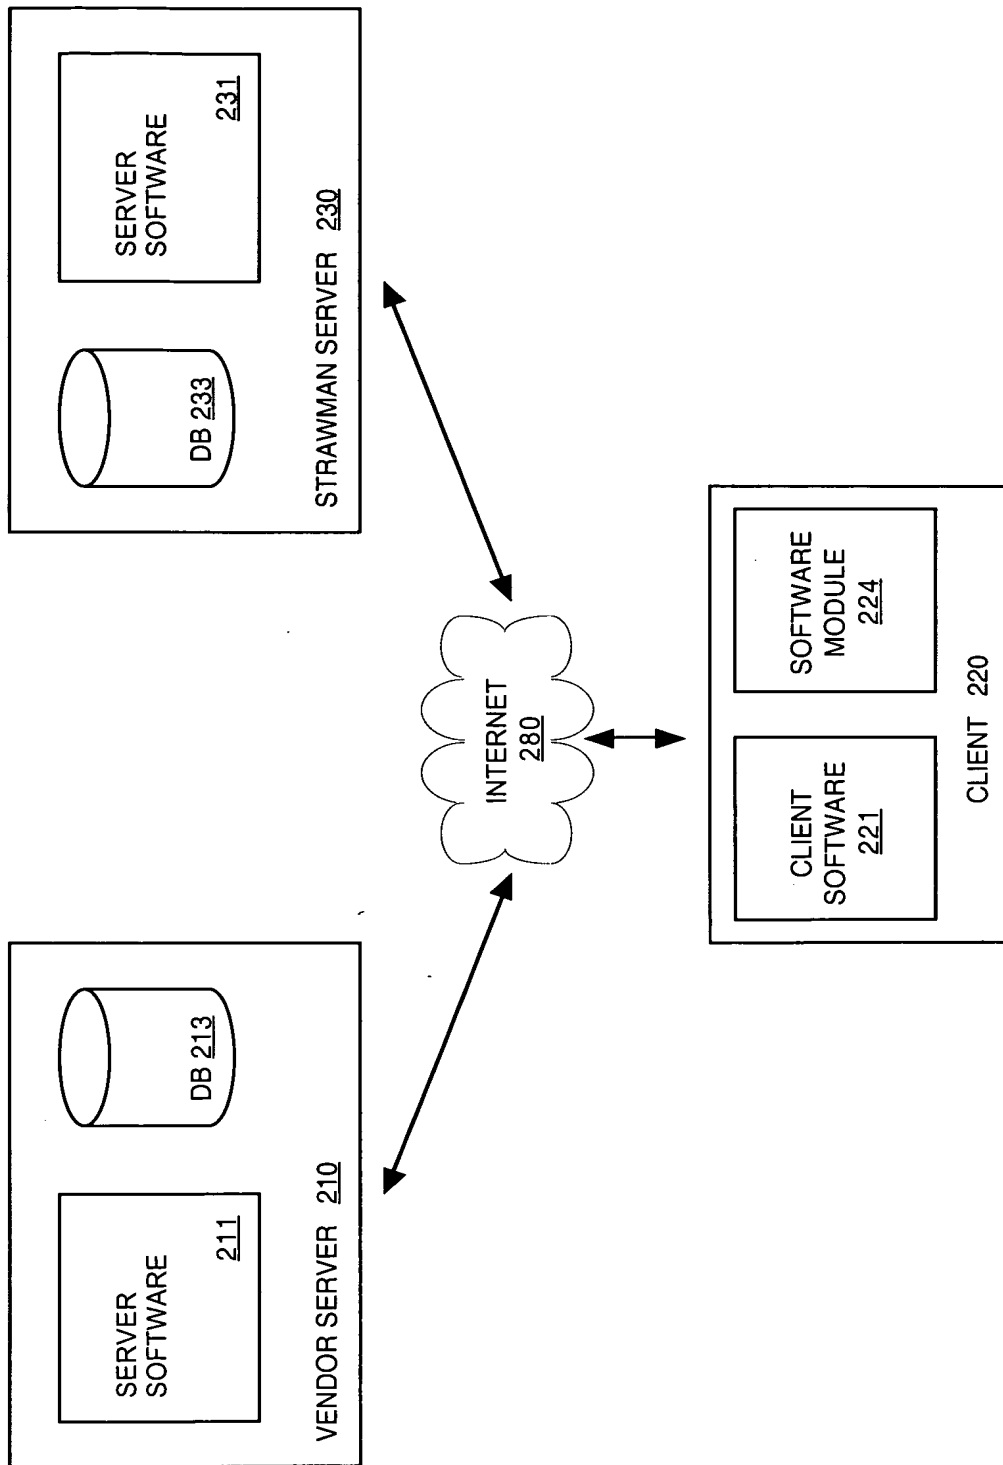 SERVER
SOFTWARE
211
DB 213
VENDOR SERVER 210
DB 233
SERVER
SOFTWARE
231
STRAWMAN SERVER 230
INTERNET
280
CLIENT
SOFTWARE
221
SOFTWARE
MODULE
224
CLIENT 220